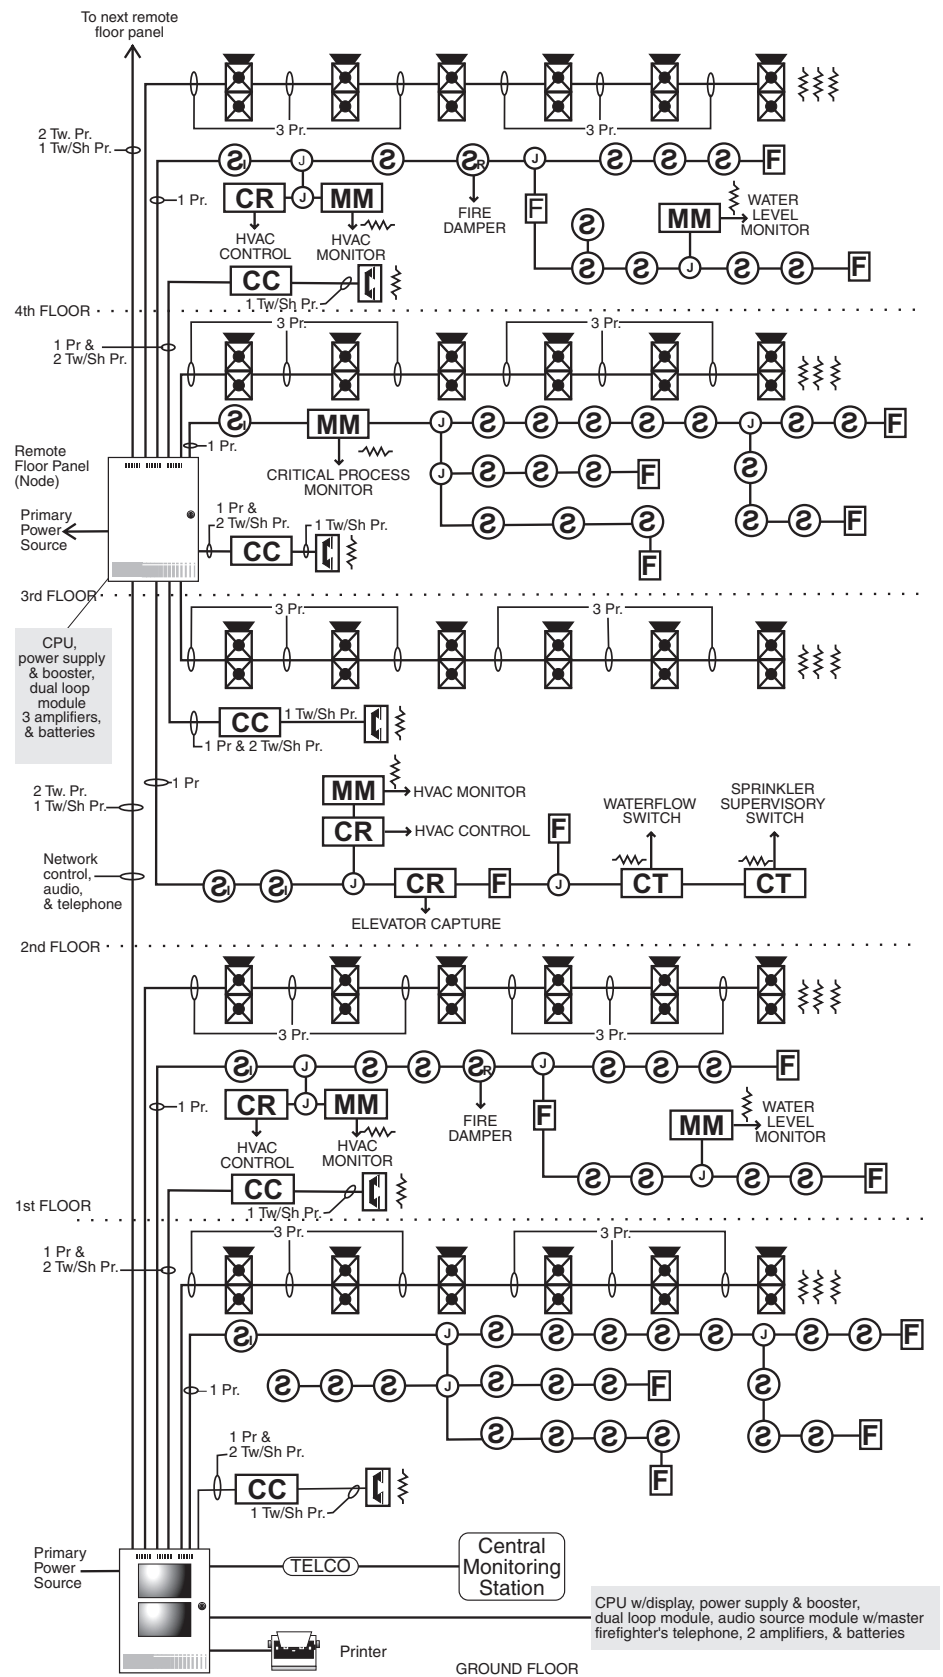 To next remote
floor panel
3 Pr.
3 Pr.
2 Tw. Pr.
1 Tw/Sh Pr.
S I
J
S
S R
J
S
S
S
F
1 Pr.
CR
J
MM
F
MM
WATER
LEVEL
MONITOR
FIRE
DAMPER
HVAC
CONTROL
HVAC
MONITOR
S
S
S
J
S
S
F
CC
1 Tw/Sh Pr.
4th FLOOR
3 Pr.
3 Pr.
1 Pr &
2 Tw/Sh Pr.
S I
MM
J
S
S
S
S
S
J
S
S
F
1 Pr.
Remote
Floor Panel
(Node)
CRITICAL PROCESS
MONITOR
J
S
S
S
F
S
Primary
Power
Source
1 Pr &
2 Tw/Sh Pr.
1 Tw/Sh Pr.
CC
S
S
S
F
S
S
F
3rd FLOOR
3 Pr.
3 Pr.
CPU,
power supply
& booster,
dual loop
module
3 amplifiers,
& batteries
CC
1 Tw/Sh Pr.
1 Pr & 2 Tw/Sh Pr.
1 Pr
2 Tw. Pr.
1 Tw/Sh Pr.
MM
HVAC MONITOR
CR
HVAC CONTROL
F
WATERFLOW
SWITCH
SPRINKLER
SUPERVISORY
SWITCH
Network
control,
audio,
& telephone
S I
S I
J
CR
F
J
CT
CT
ELEVATOR CAPTURE
2nd FLOOR
3 Pr.
3 Pr.
S I
J
S
S
S R
J
S
S
S
F
1 Pr.
CR
J
MM
F
MM
WATER
LEVEL
MONITOR
FIRE
DAMPER
HVAC
CONTROL
HVAC
MONITOR
S
S
J
S
S
F
CC
1 Tw/Sh Pr.
1st FLOOR
3 Pr.
3 Pr.
1 Pr &
2 Tw/Sh Pr.
S I
J
S
S
S
S
S
J
S
S
F
1 Pr.
S
S
S
J
S
S
S
F
S
S
S
S
S
F
S
S
F
1 Pr &
2 Tw/Sh Pr.
CC
1 Tw/Sh Pr.
Primary
Power
Source
TELCO
Central
Monitoring
Station
CPU w/display, power supply & booster,
dual loop module, audio source module w/master
firefighter's telephone, 2 amplifiers, & batteries
Printer
GROUND FLOOR